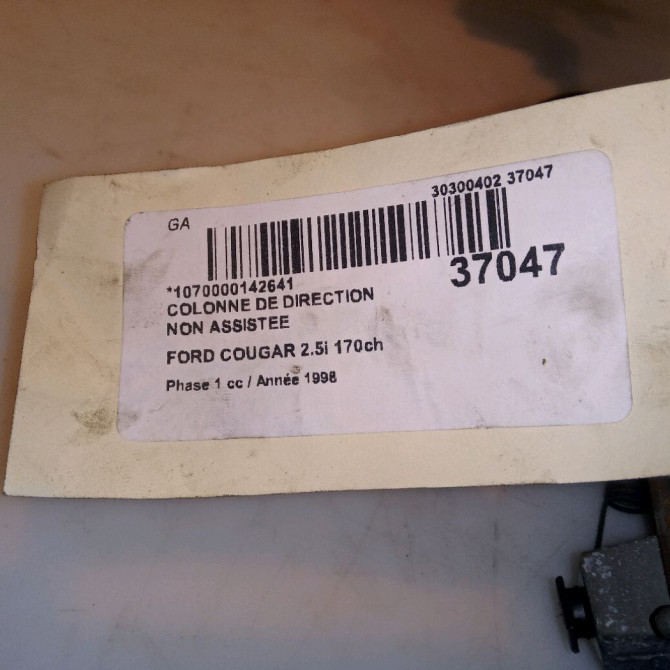 30300402 37047
GA
37047
*1070000142641
COLONNE DE DIRECTION
NON ASSISTEE
FORD COUGAR 2.5i 170ch
Phase 1 cc / Année 1998